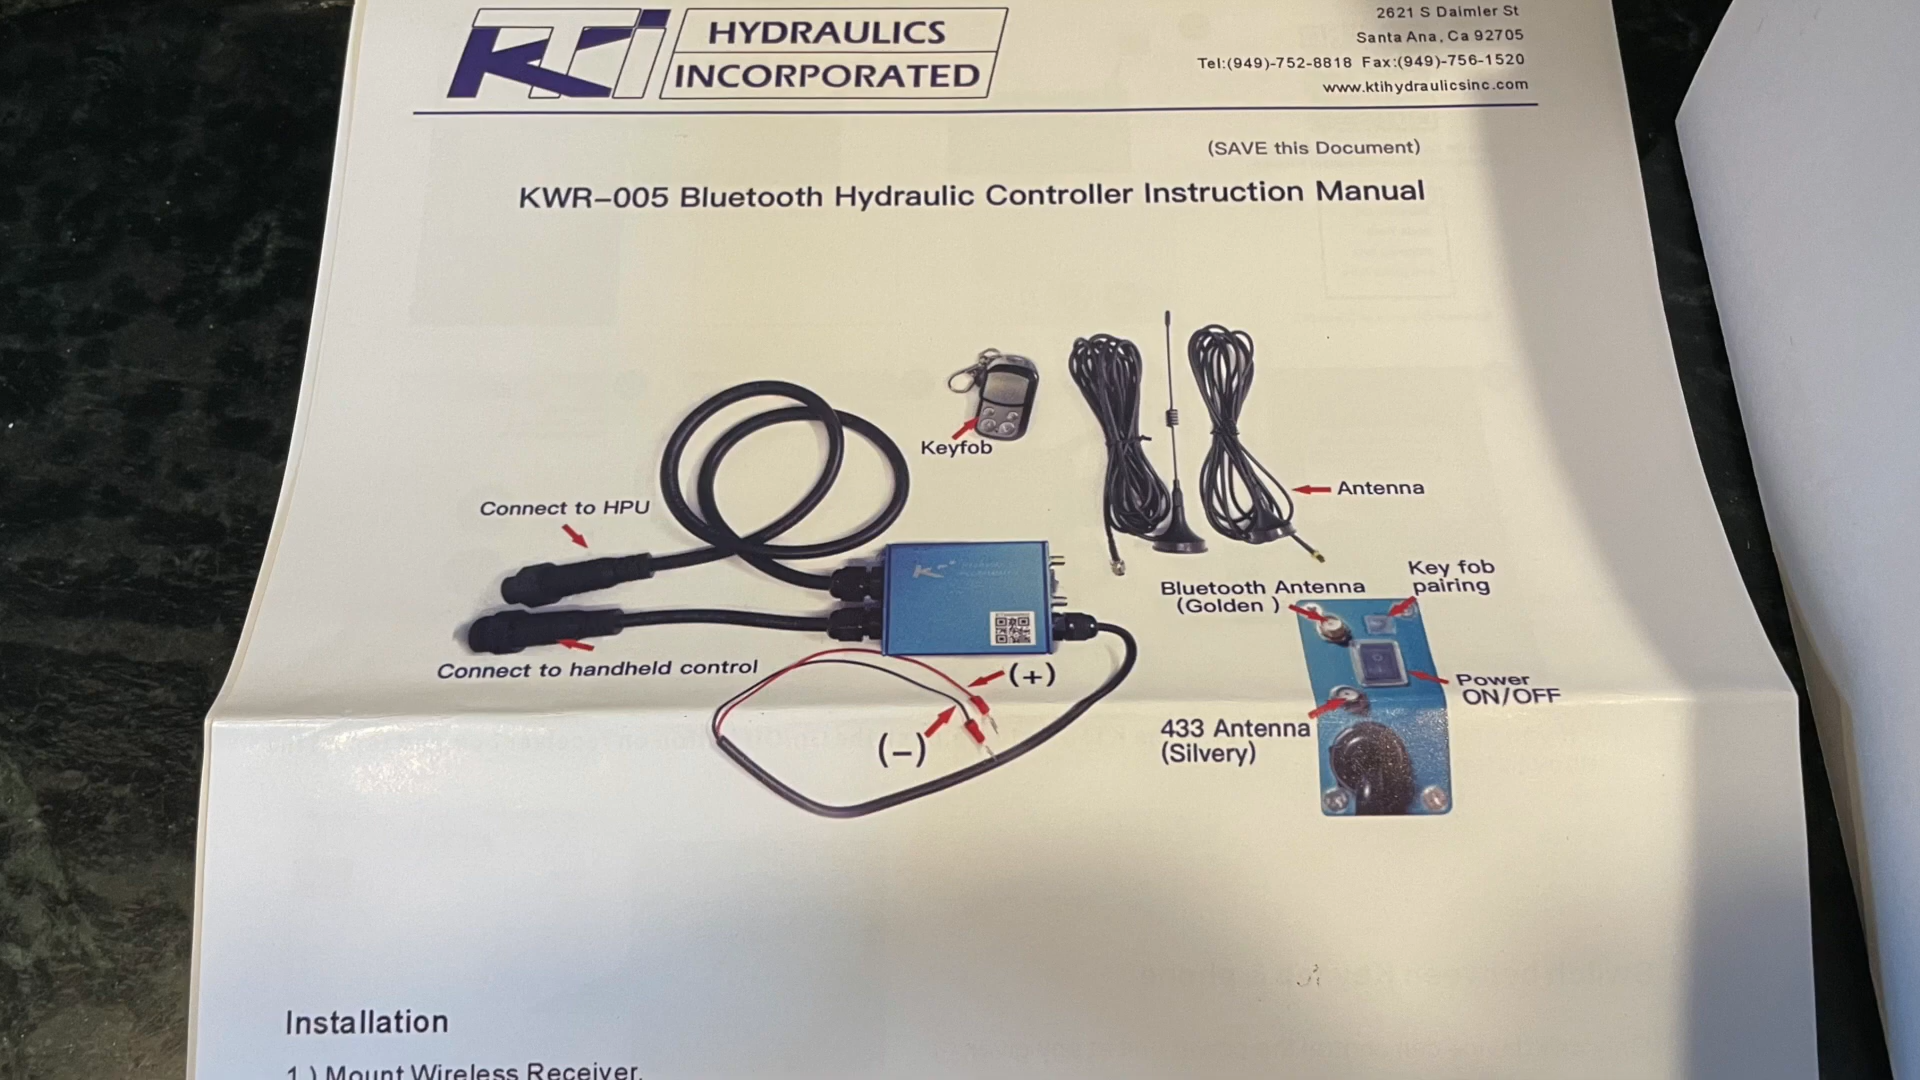 KTI HYDRAULICS
INCORPORATED
2621 S Daimler St
Santa Ana, Ca 92705
Tel:(949)-752-8818 Fax:(949)-756-1520
www.ktihydraulicsinc.com
(SAVE this Document)
KWR-005 Bluetooth Hydraulic Controller Instruction Manual
Keyfob
Antenna
Connect to HPU
Connect to handheld control
(+)
(-)
Bluetooth Antenna
(Golden )
Key fob
pairing
Power
ON/OFF
433 Antenna
(Silvery)
Installation
1.) Mount Wireless Receiver.